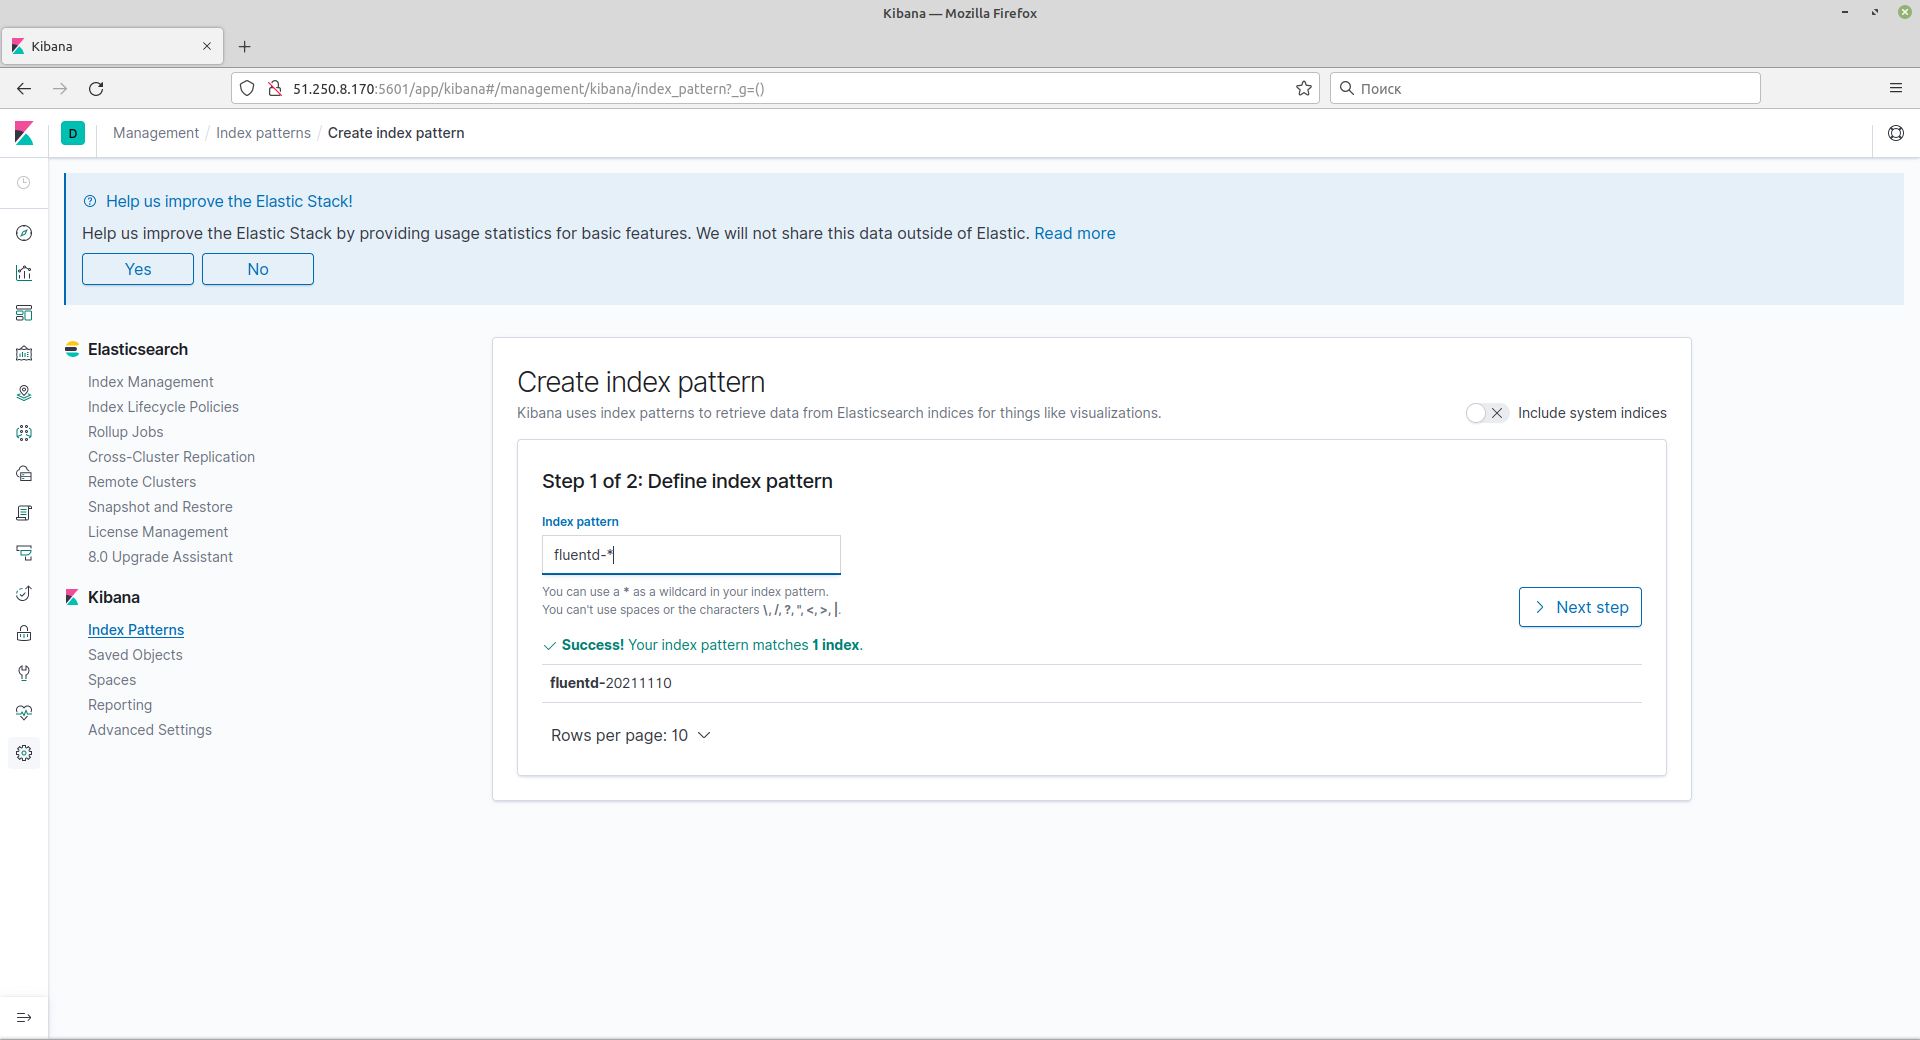 Kibana — Mozilla Firefox
Kibana
51.250.8.170:5601/app/kibana#/management/kibana/index_pattern?_g=()
Поиск
D
Management / Index patterns / Create index pattern
Help us improve the Elastic Stack!
Help us improve the Elastic Stack by providing usage statistics for basic features. We will not share this data outside of Elastic. Read more
Yes
No
Elasticsearch
Index Management
Index Lifecycle Policies
Rollup Jobs
Cross-Cluster Replication
Remote Clusters
Snapshot and Restore
License Management
8.0 Upgrade Assistant
Kibana
Index Patterns
Saved Objects
Spaces
Reporting
Advanced Settings
Create index pattern
Kibana uses index patterns to retrieve data from Elasticsearch indices for things like visualizations.
Include system indices
Step 1 of 2: Define index pattern
Index pattern
fluentd-*
You can use a * as a wildcard in your index pattern.
You can't use spaces or the characters \, /, ?, ", <, >, |.
Next step
Success! Your index pattern matches 1 index.
fluentd-20211110
Rows per page: 10